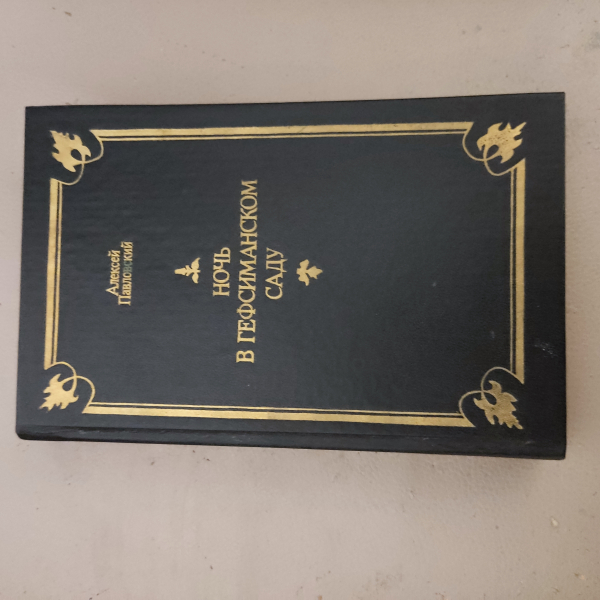 Алексей
Павловский
НОЧЬ
В ГЕФСИМАНСКОМ
САДУ